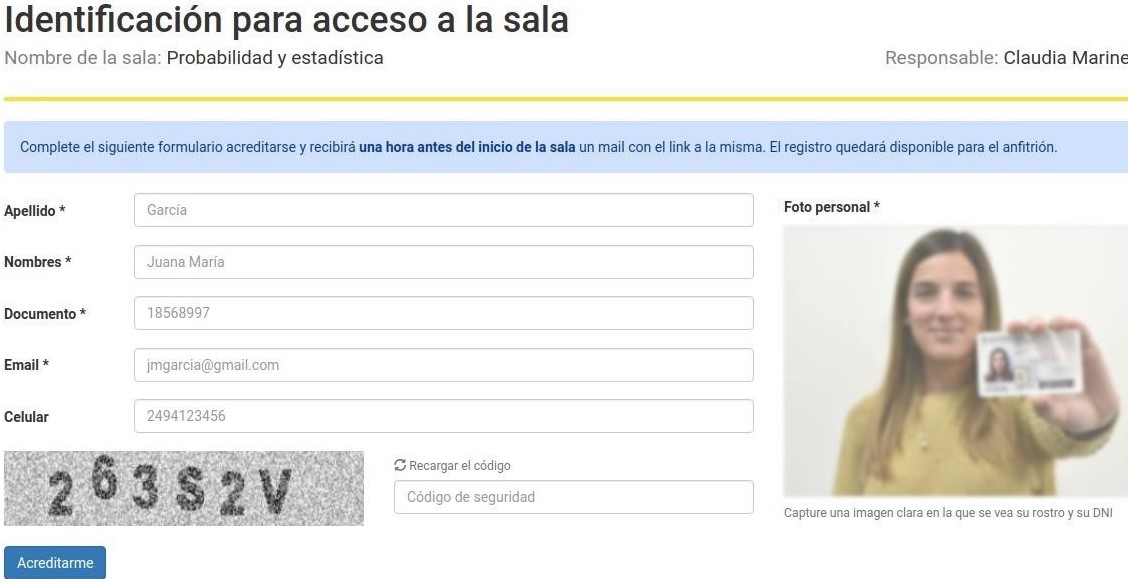 Identificación para acceso a la sala
Nombre de la sala: Probabilidad y estadística
Responsable: Claudia Marine
Complete el siguiente formulario acreditarse y recibirá una hora antes del inicio de la sala un mail con el link a la misma. El registro quedará disponible para el anfitrión.
Apellido *
García
Nombres *
Juana María
Documento *
18568997
Email *
jmgarcia@gmail.com
Celular
2494123456
263S2V
Recargar el código
Código de seguridad
Acreditarme
Foto personal *
Capture una imagen clara en la que se vea su rostro y su DNI